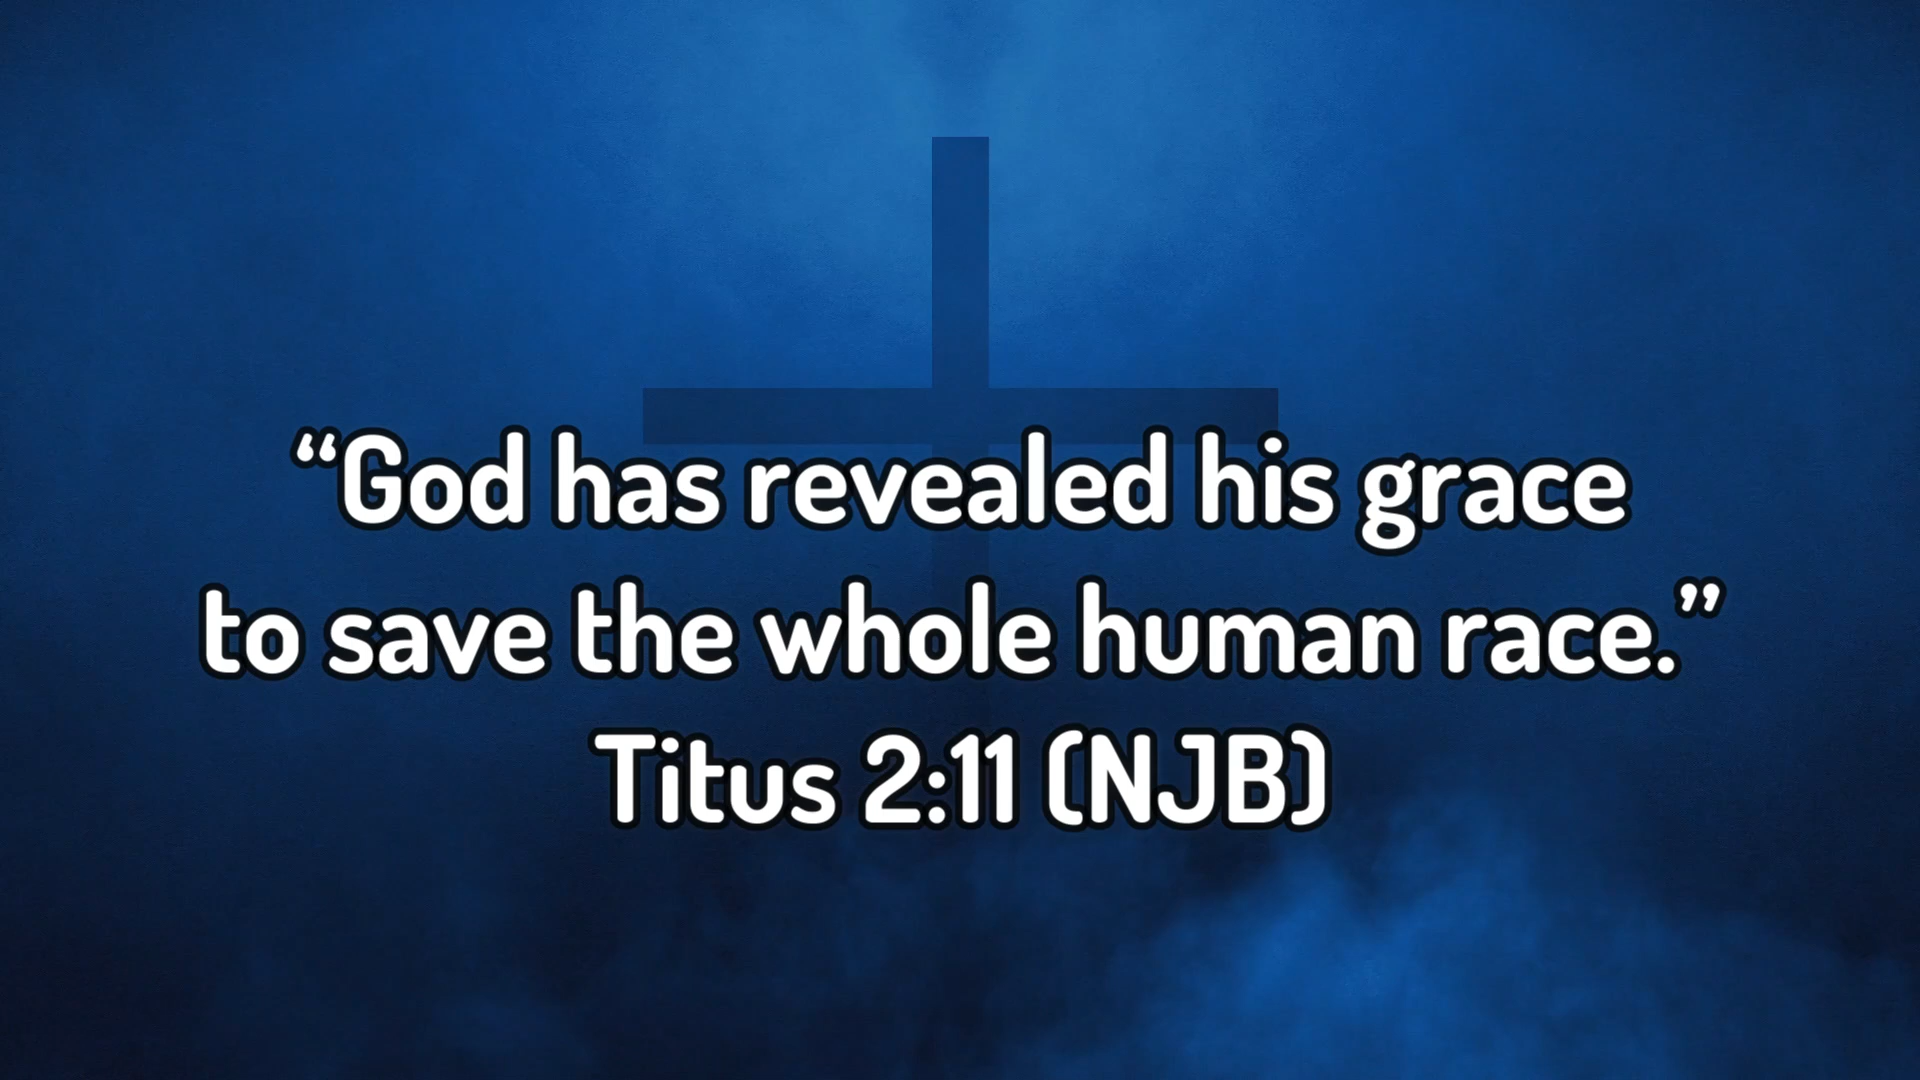 “God has revealed his grace
to save the whole human race.”
Titus 2:11 (NJB)